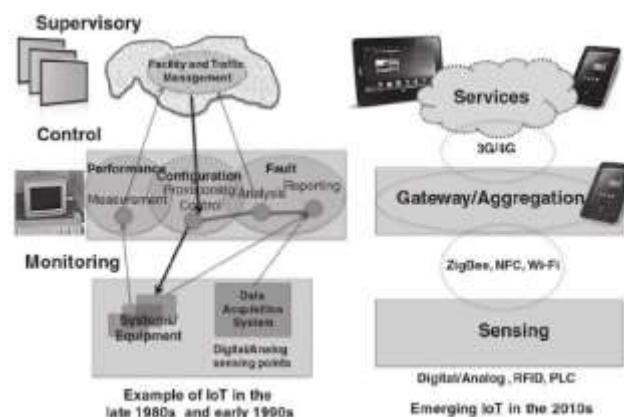 Supervisory
Facility and Traffic
Management
Control
Performance
Configuration
Fault
Provisioning
Reporting
Measurement
Control
Analysis
Monitoring
Systems/
Equipment
Data
Acquisition
System
Digital/Analog
sensing points
Example of IoT in the
late 1980s and early 1990s
Services
3G/4G
Gateway/Aggregation
ZigBee, NFC, Wi-Fi
Sensing
Digital/Analog, RFID, PLC
Emerging IoT in the 2010s